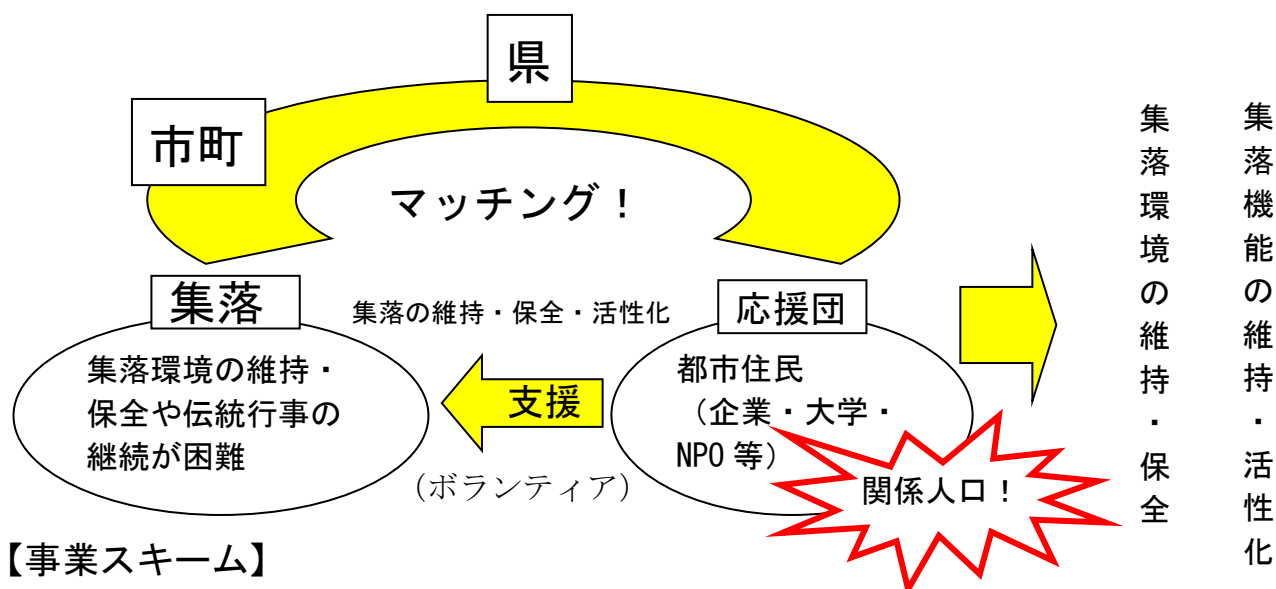 県
市町
マッチング！
集落
集落の維持・保全・活性化
応援団
集落環境の維持・
保全や伝統行事の
継続が困難
支援
（ボランティア）
都市住民
（企業・大学・
NPO 等）
関係人口！
集落機能の維持・活性化
集落環境の維持・保全
【事業スキーム】